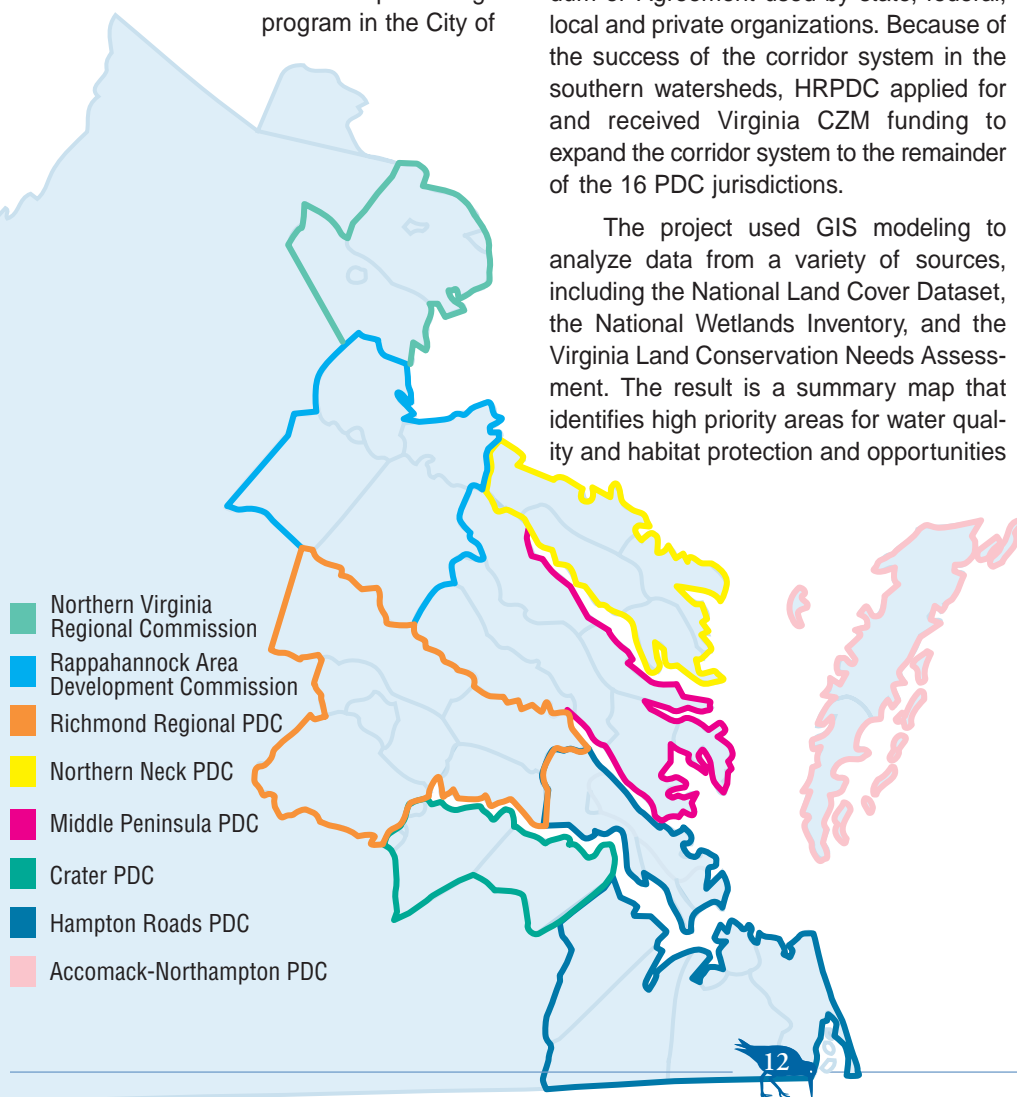 program in the City of
local and private organizations. Because of
the success of the corridor system in the
southern watersheds, HRPDC applied for
and received Virginia CZM funding to
expand the corridor system to the remainder
of the 16 PDC jurisdictions.
The project used GIS modeling to
analyze data from a variety of sources,
including the National Land Cover Dataset,
the National Wetlands Inventory, and the
Virginia Land Conservation Needs Assess-
ment. The result is a summary map that
identifies high priority areas for water qual-
ity and habitat protection and opportunities
Northern Virginia
Regional Commission
Rappahannock Area
Development Commission
Richmond Regional PDC
Northern Neck PDC
Middle Peninsula PDC
Crater PDC
Hampton Roads PDC
Accomack-Northampton PDC
12